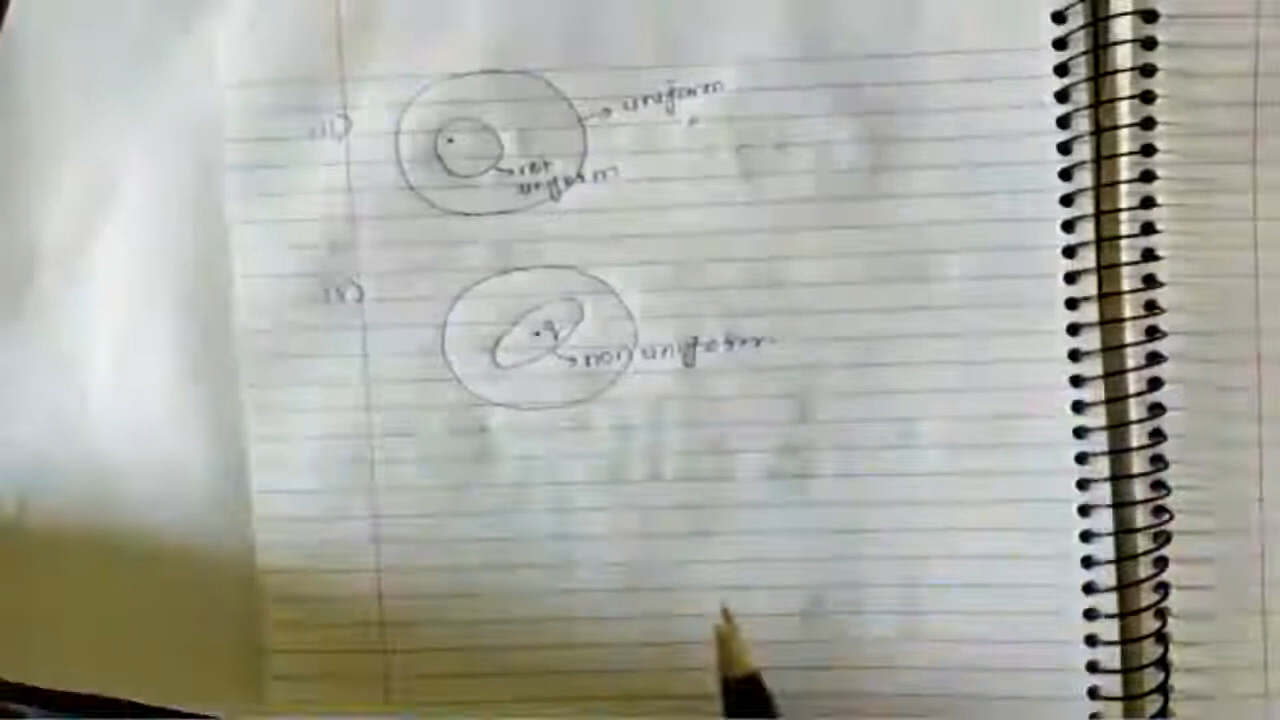 iii)
→ uniform
→ not
uniform
iv)
.q
→ non uniform.